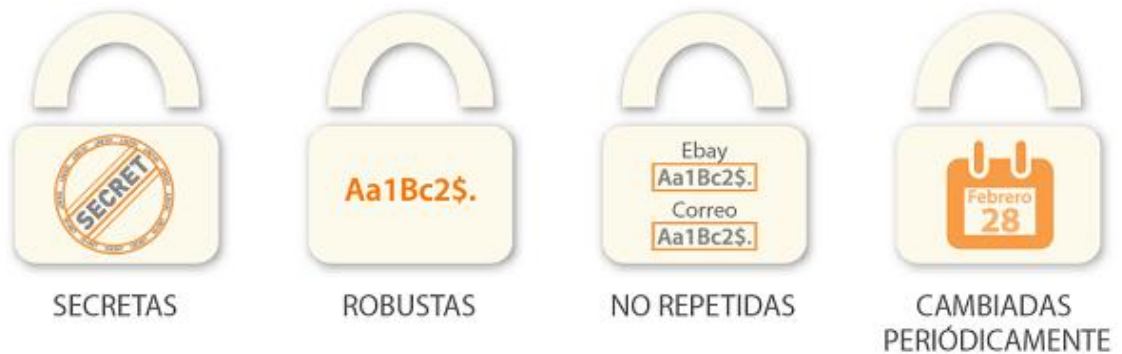 SECRET
SECRETAS
Aa1Bc2$.
ROBUSTAS
Ebay
Aa1Bc2$.
Correo
Aa1Bc2$.
NO REPETIDAS
Febrero
28
CAMBIADAS
PERIÓDICAMENTE